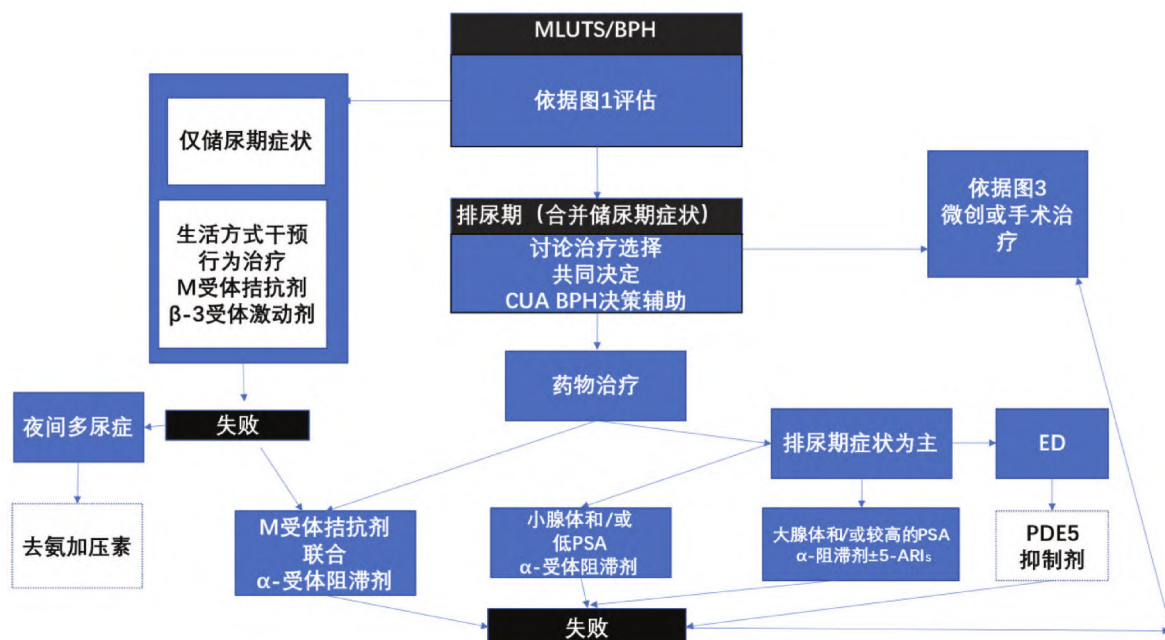 MLUTS/BPH
依据图1评估
仅储尿期症状
生活方式干预
行为治疗
M受体拮抗剂
β-3受体激动剂
排尿期（合并储尿期症状）
讨论治疗选择
共同决定
CUA BPH决策辅助
依据图3
微创或手术治
疗
药物治疗
夜间多尿症
失败
排尿期症状为主
ED
去氨加压素
M受体拮抗剂
联合
α-受体阻滞剂
小腺体和/或
低PSA
α-受体阻滞剂
大腺体和/或较高的PSA
α-阻滞剂±5-ARIs
PDE5
抑制剂
失败